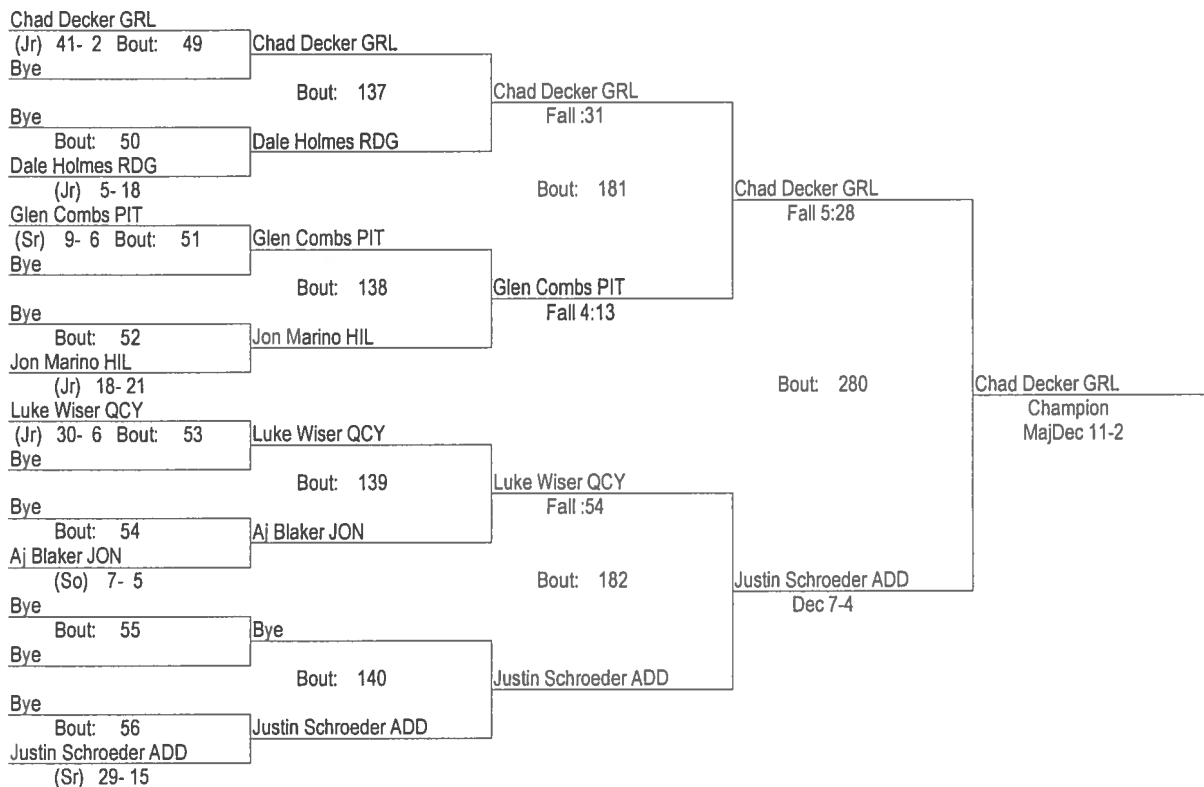 Chad Decker GRL
(Jr) 41- 2 Bout: 49
Bye
Bye
Bout: 50
Dale Holmes RDG
(Jr) 5- 18
Glen Combs PIT
(Sr) 9- 6 Bout: 51
Bye
Bye
Bout: 52
Jon Marino HIL
(Jr) 18- 21
Luke Wiser QCY
(Jr) 30- 6 Bout: 53
Bye
Bye
Bout: 54
Aj Blaker JON
(So) 7- 5
Bye
Bout: 55
Bye
Bye
Bout: 56
Justin Schroeder ADD
(Sr) 29- 15
Chad Decker GRL
Bout: 137
Dale Holmes RDG
Glen Combs PIT
Bout: 138
Jon Marino HIL
Luke Wiser QCY
Bout: 139
Aj Blaker JON
Bye
Bout: 140
Justin Schroeder ADD
Chad Decker GRL
Fall :31
Bout: 181
Glen Combs PIT
Fall 4:13
Luke Wiser QCY
Fall :54
Bout: 182
Justin Schroeder ADD
Chad Decker GRL
Fall 5:28
Bout: 280
Justin Schroeder ADD
Dec 7-4
Chad Decker GRL
Champion
MajDec 11-2